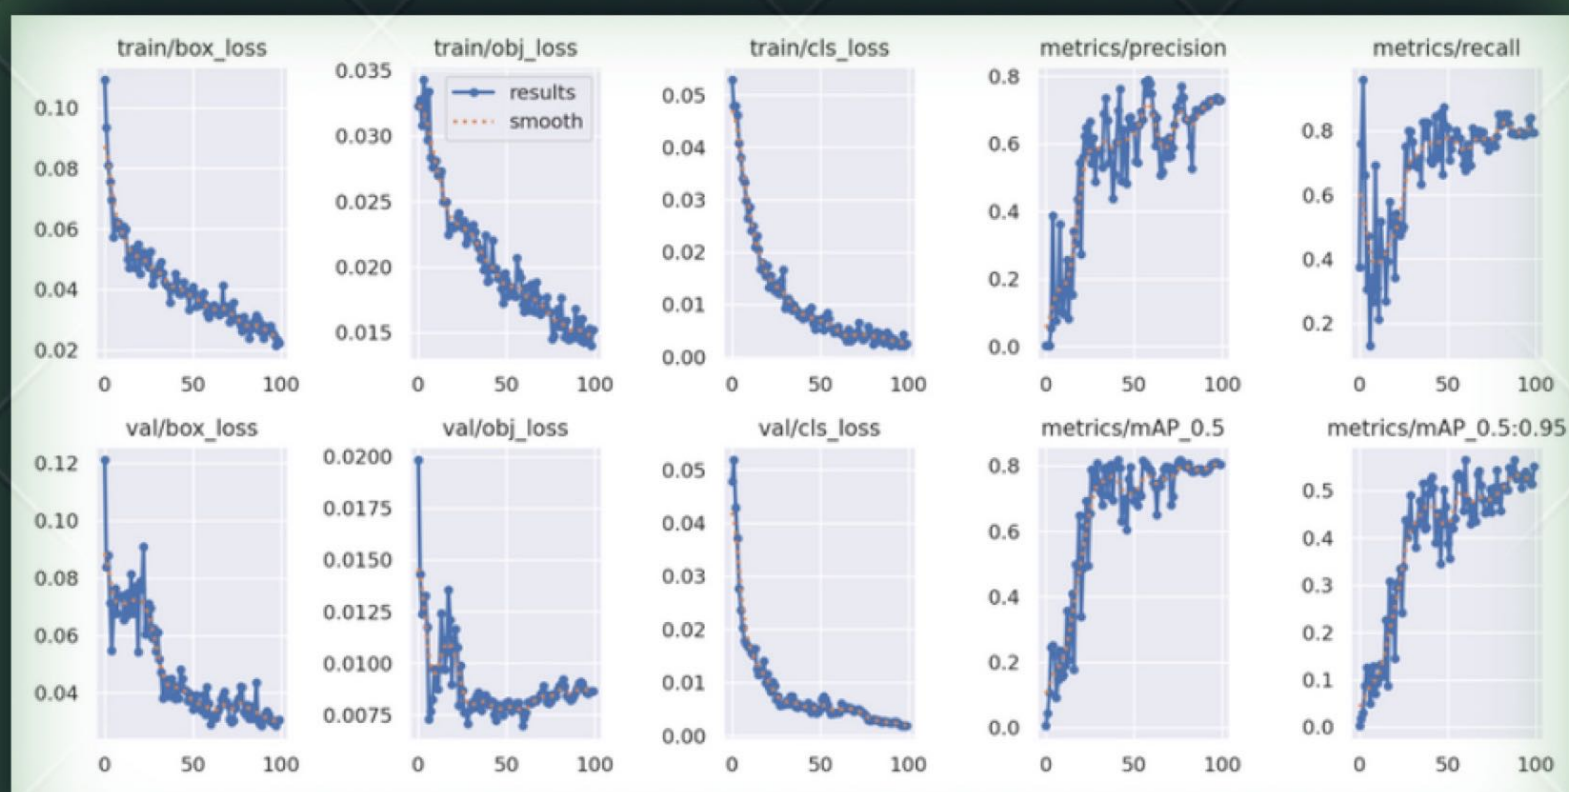 train/box_loss
0.10
0.08
0.06
0.04
0.02
0 50 100
train/obj_loss
results
smooth
0.035
0.030
0.025
0.020
0.015
0 50 100
train/cls_loss
0.05
0.04
0.03
0.02
0.01
0.00
0 50 100
metrics/precision
0.8
0.6
0.4
0.2
0.0
0 50 100
metrics/recall
0.8
0.6
0.4
0.2
0 50 100
val/box_loss
0.12
0.10
0.08
0.06
0.04
0 50 100
val/obj_loss
0.0200
0.0175
0.0150
0.0125
0.0100
0.0075
0 50 100
val/cls_loss
0.05
0.04
0.03
0.02
0.01
0.00
0 50 100
metrics/mAP_0.5
0.8
0.6
0.4
0.2
0.0
0 50 100
metrics/mAP_0.5:0.95
0.5
0.4
0.3
0.2
0.1
0.0
0 50 100